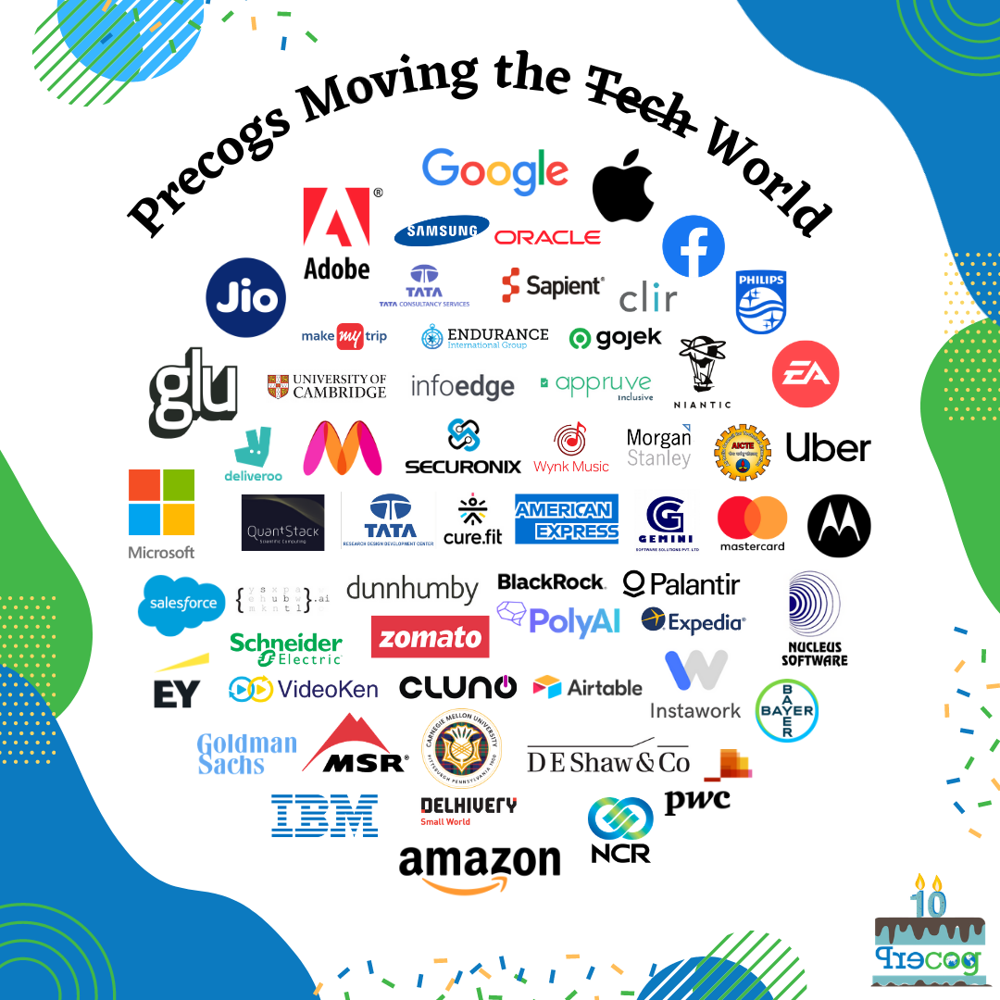 Precogs Moving the Tech World
Google
Adobe
®
SAMSUNG
ORACLE
Jio
TATA
TATA CONSULTANCY SERVICES
Sapient
clir
PHILIPS
make my trip
ENDURANCE
International Group
gojek
glu
UNIVERSITY OF
CAMBRIDGE
infoedge
appruve
Inclusive
NIANTIC
EA
deliveroo
SECURONIX
Wynk Music
Morgan
Stanley
AICTE
Uber
Microsoft
QuantStack
Scientific Computing
TATA
RESEARCH DESIGN DEVELOPMENT CENTER
cure.fit
AMERICAN
EXPRESS
G
GEMINI
SOFTWARE SOLUTIONS PVT. LTD
mastercard
salesforce
y s x p a
e h u b w
m k n t l
.ai
dunnhumby
BlackRock.
Palantir
PolyAI
Expedia®
NUCLEUS
SOFTWARE
Schneider
Electric
zomato
EY
VideoKen
CLUNO
Airtable
Instawork
BAYER
BAYER
Goldman
Sachs
MSR®
CARNEGIE MELLON UNIVERSITY
PITTSBURGH PENNSYLVANIA 1900
D E Shaw & Co
pwc
IBM
DELHIVERY
Small World
NCR
amazon
10
Precog